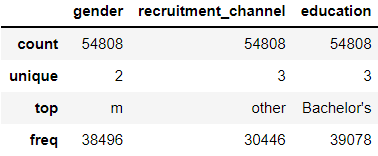 gender recruitment_channel education
count 54808 54808 54808
unique 2 3 3
top m other Bachelor's
freq 38496 30446 39078